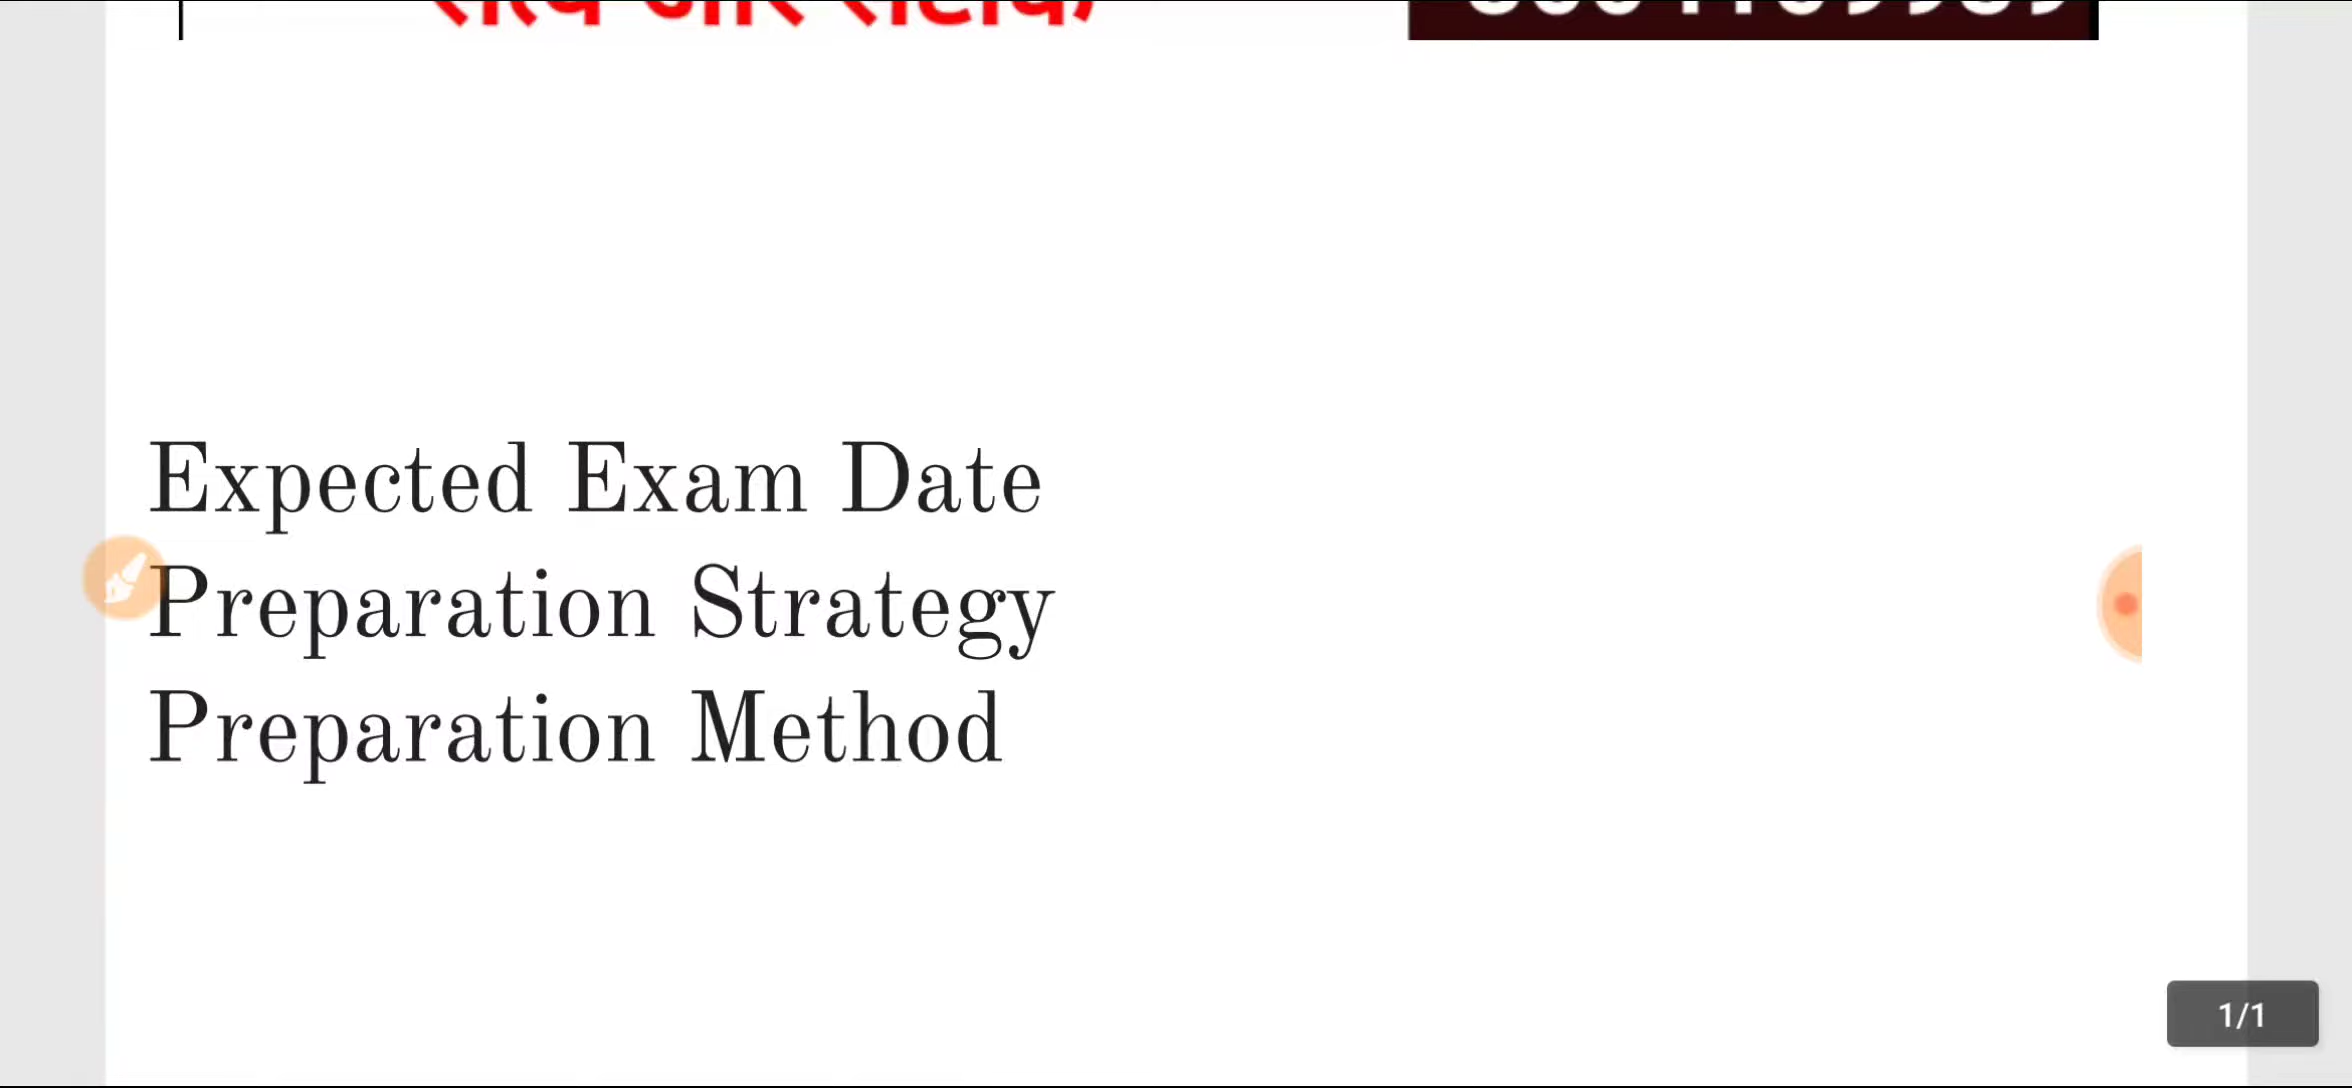 Expected Exam Date
Preparation Strategy
Preparation Method
1/1